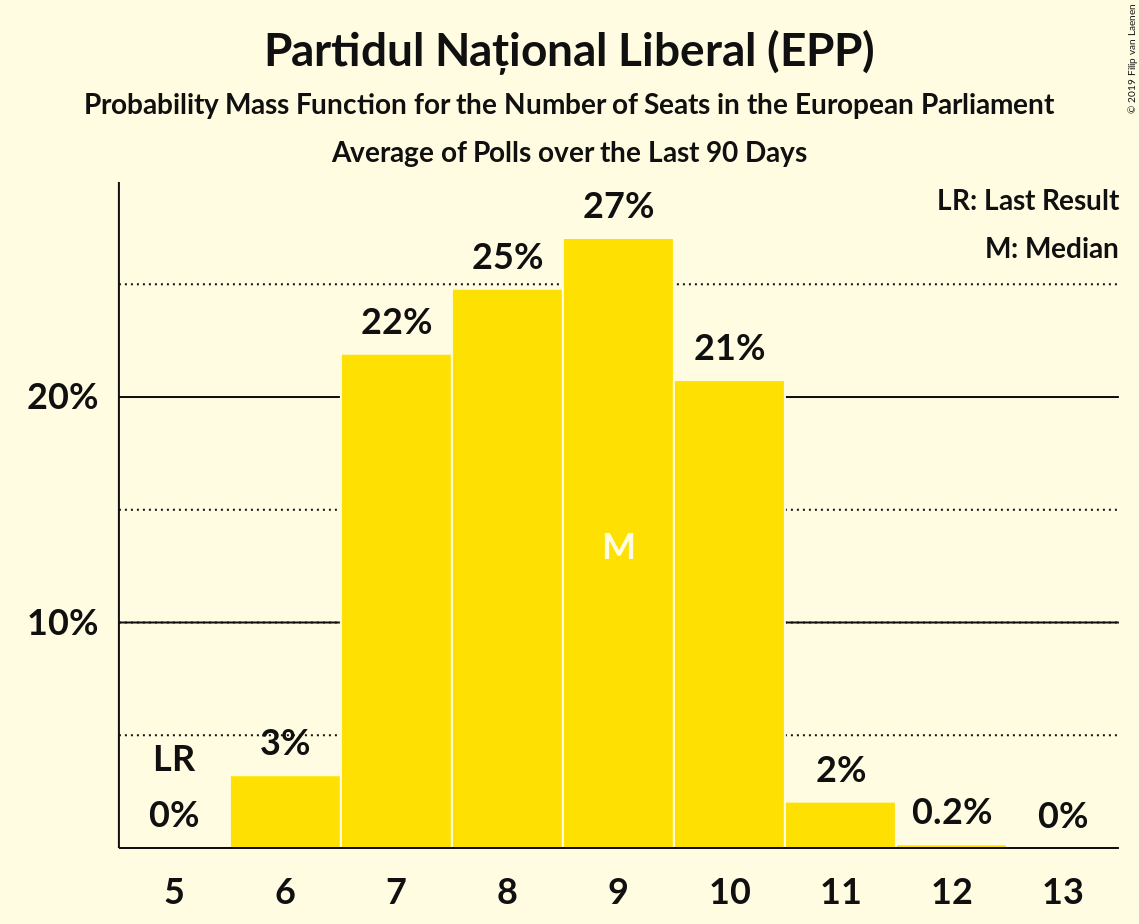 Partidul Național Liberal (EPP)
Probability Mass Function for the Number of Seats in the European Parliament
Average of Polls over the Last 90 Days
© 2019 Filip van Laenen
LR: Last Result
M: Median
27%
25%
22%
21%
20%
M
10%
3%
LR
2%
0%
0.2%
0%
5 6 7 8 9 10 11 12 13